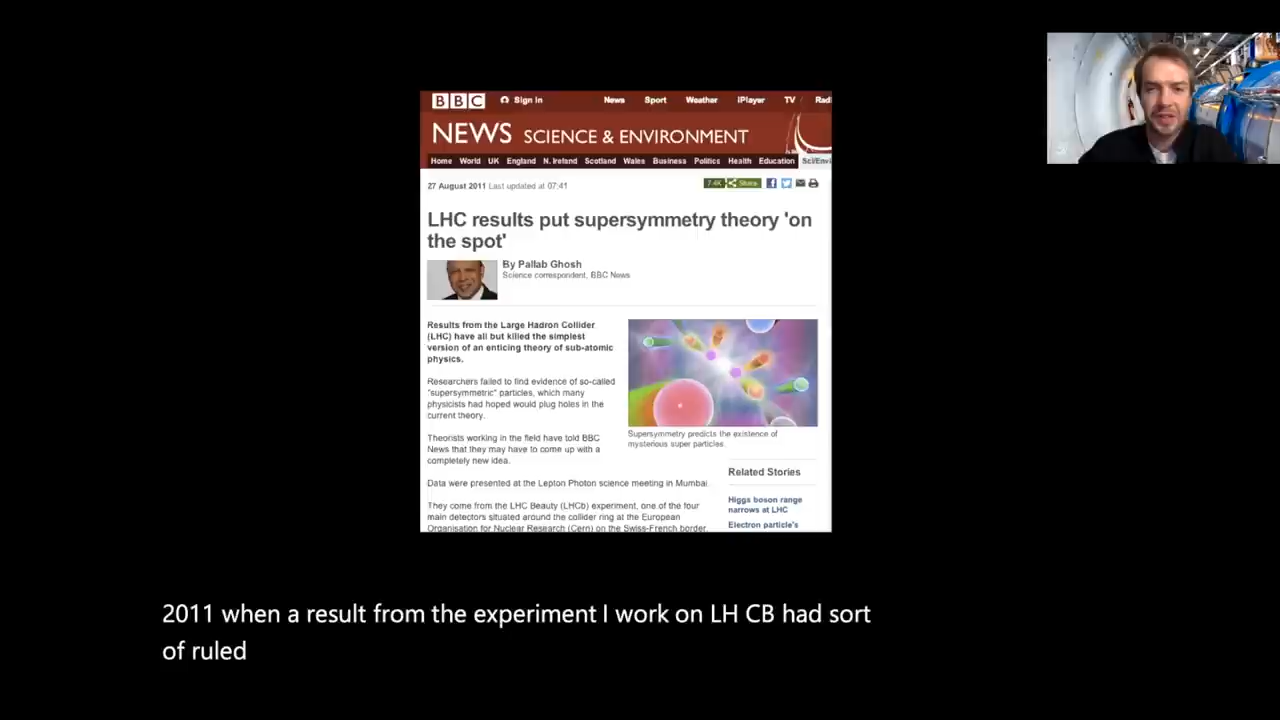 BBC Sign in News Sport Weather iPlayer TV Radi
NEWS SCIENCE & ENVIRONMENT
Home World UK England N. Ireland Scotland Wales Business Politics Health Education Sci/Envi
27 August 2011 Last updated at 07:41
7.4K Share
LHC results put supersymmetry theory 'on
the spot'
By Pallab Ghosh
Science correspondent, BBC News
Results from the Large Hadron Collider
(LHC) have all but killed the simplest
version of an enticing theory of sub-atomic
physics.
Researchers failed to find evidence of so-called
"supersymmetric" particles, which many
physicists had hoped would plug holes in the
current theory.
Theorists working in the field have told BBC
News that they may have to come up with a
completely new idea.
Data were presented at the Lepton Photon science meeting in Mumbai.
They come from the LHC Beauty (LHCb) experiment, one of the four
main detectors situated around the collider ring at the European
Organisation for Nuclear Research (Cern) on the Swiss-French border.
Supersymmetry predicts the existence of
mysterious super particles.
Related Stories
Higgs boson range
narrows at LHC
Electron particle's
2011 when a result from the experiment I work on LH CB had sort
of ruled